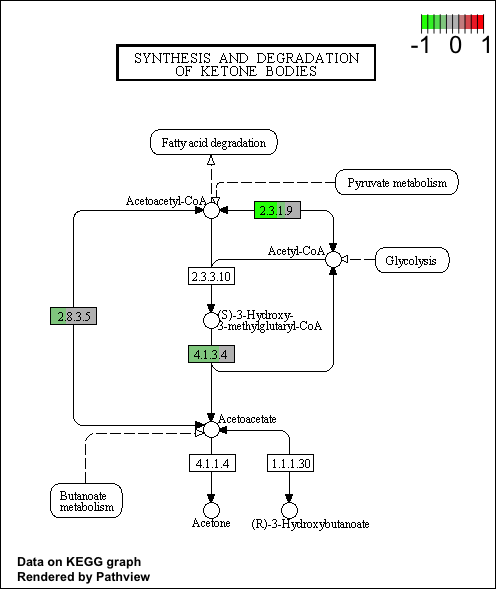 -1 0 1
SYNTHESIS AND DEGRADATION
OF KETONE BODIES
Fatty acid degradation
Pyruvate metabolism
Acetoacetyl-CoA
2.3.1.9
Acetyl-CoA
Glycolysis
2.3.3.10
(S)-3-Hydroxy-
3-methylglutaryl-CoA
2.8.3.5
4.1.3.4
Acetoacetate
4.1.1.4
1.1.1.30
Butanoate
metabolism
Acetone
(R)-3-Hydroxybutanoate
Data on KEGG graph
Rendered by Pathview